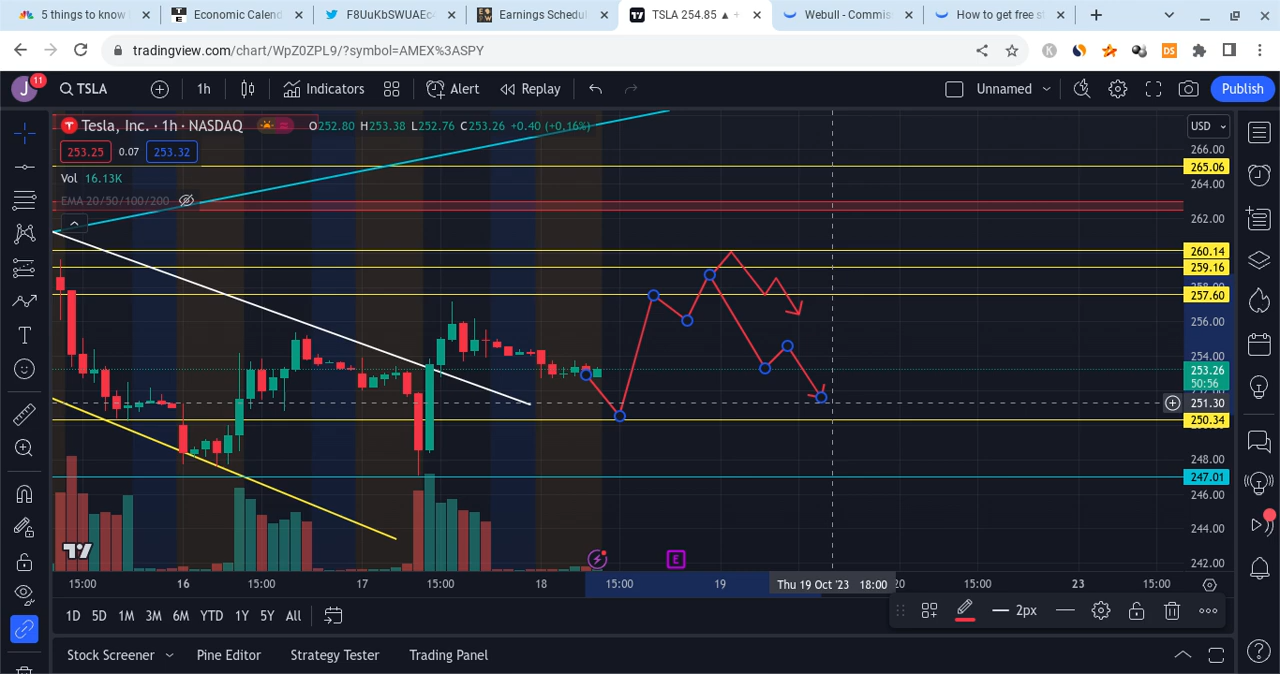 5 things to know
Economic Calend
F8UuKbSWUAEc
Earnings Schedu
TSLA 254.85 ▲ +
Webull - Commis
How to get free s
tradingview.com/chart/WpZ0ZPL9/?symbol=AMEX%3ASPY
K
DS
J
11
TSLA
1h
Indicators
Alert
Replay
Unnamed
Publish
Tesla, Inc. · 1h · NASDAQ
O252.80 H253.38 L252.76 C253.26 +0.40 (+0.16%)
253.25
0.07
253.32
Vol 16.13K
EMA 20/50/100/200
USD
266.00
265.06
264.00
262.00
260.14
259.16
257.60
256.00
254.00
253.26
50:56
251.30
250.34
248.00
247.01
246.00
244.00
242.00
E
15:00
16
15:00
17
15:00
18
15:00
19
Thu 19 Oct '23 18:00
20
15:00
23
15:00
2px
1D 5D 1M 3M 6M YTD 1Y 5Y All
Stock Screener
Pine Editor
Strategy Tester
Trading Panel